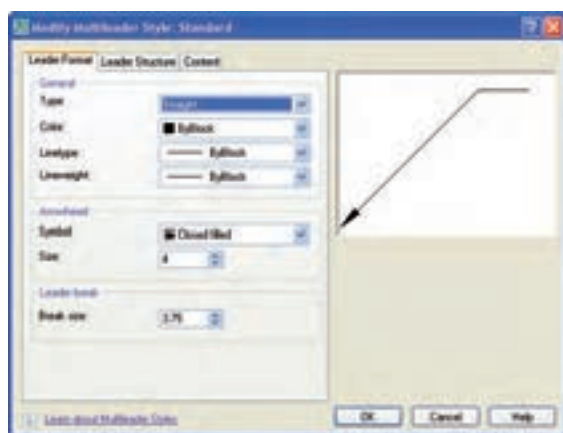 Modify Multileader Style: Standard
Leader Format Leader Structure Content
General
Type: Straight
Color: ByBlock
Linetype: ByBlock
Lineweight: ByBlock
Arrowhead
Symbol: Closed filled
Size: 4
Leader break
Break size: 3.75
Learn about Multileader Styles
OK Cancel Help